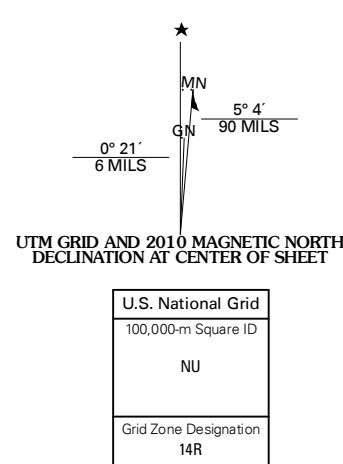 ★
MN
5° 4´
GN
90 MILS
0° 21´
6 MILS
UTM GRID AND 2010 MAGNETIC NORTH
DECLINATION AT CENTER OF SHEET
U.S. National Grid
100,000-m Square ID
NU
Grid Zone Designation
14R